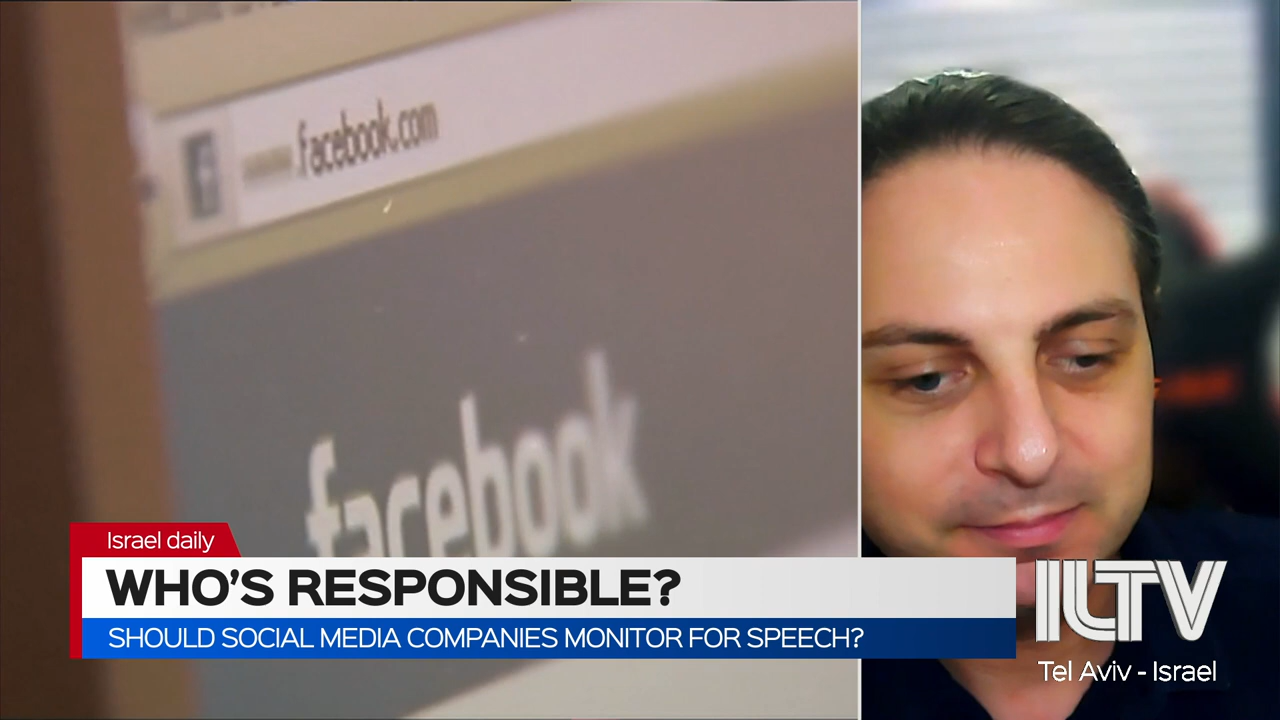 .facebook.com
facebook
Israel daily
WHO'S RESPONSIBLE?
SHOULD SOCIAL MEDIA COMPANIES MONITOR FOR SPEECH?
ILTV
Tel Aviv - Israel